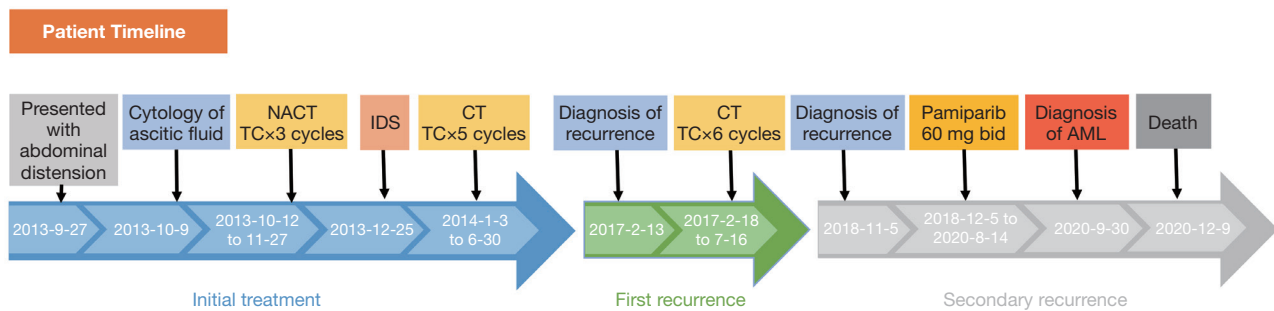 Patient Timeline
Presented
with
abdominal
distension
Cytology of
ascitic fluid
NACT
TC×3 cycles
IDS
CT
TC×5 cycles
Diagnosis of
recurrence
CT
TC×6 cycles
Diagnosis of
recurrence
Pamiparib
60 mg bid
Diagnosis
of AML
Death
2013-9-27
2013-10-9
2013-10-12
to 11-27
2013-12-25
2014-1-3
to 6-30
2017-2-13
2017-2-18
to 7-16
2018-11-5
2018-12-5 to
2020-8-14
2020-9-30
2020-12-9
Initial treatment
First recurrence
Secondary recurrence